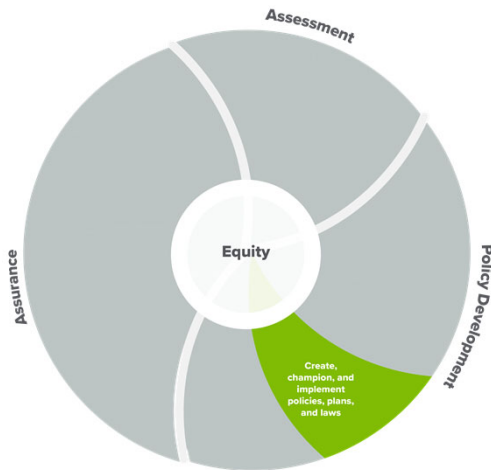 Assessment
Equity
Assurance
Policy Development
Create,
champion, and
implement
policies, plans,
and laws